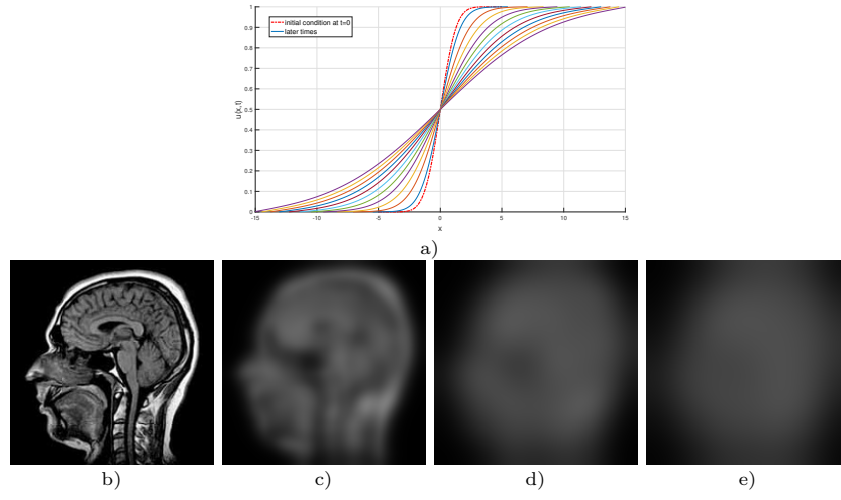 1
0.9
0.8
0.7
0.6
0.5
0.4
0.3
0.2
0.1
0
u(x,t)
initial condition at t=0
later times
-15 -10 -5 0 5 10 15
x
a)
b) c) d) e)